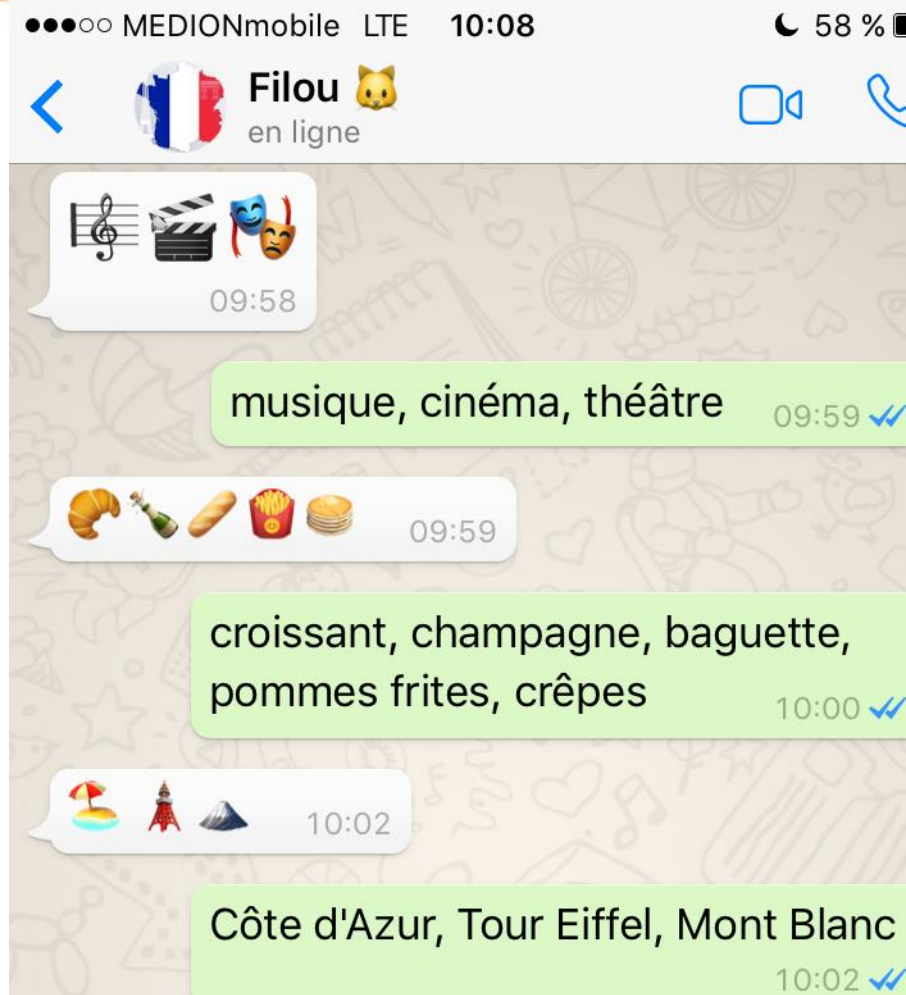 MEDIONmobile LTE 10:08 58 %
Filou
en ligne
09:58
musique, cinéma, théâtre 09:59
09:59
croissant, champagne, baguette,
pommes frites, crêpes 10:00
10:02
Côte d'Azur, Tour Eiffel, Mont Blanc
10:02